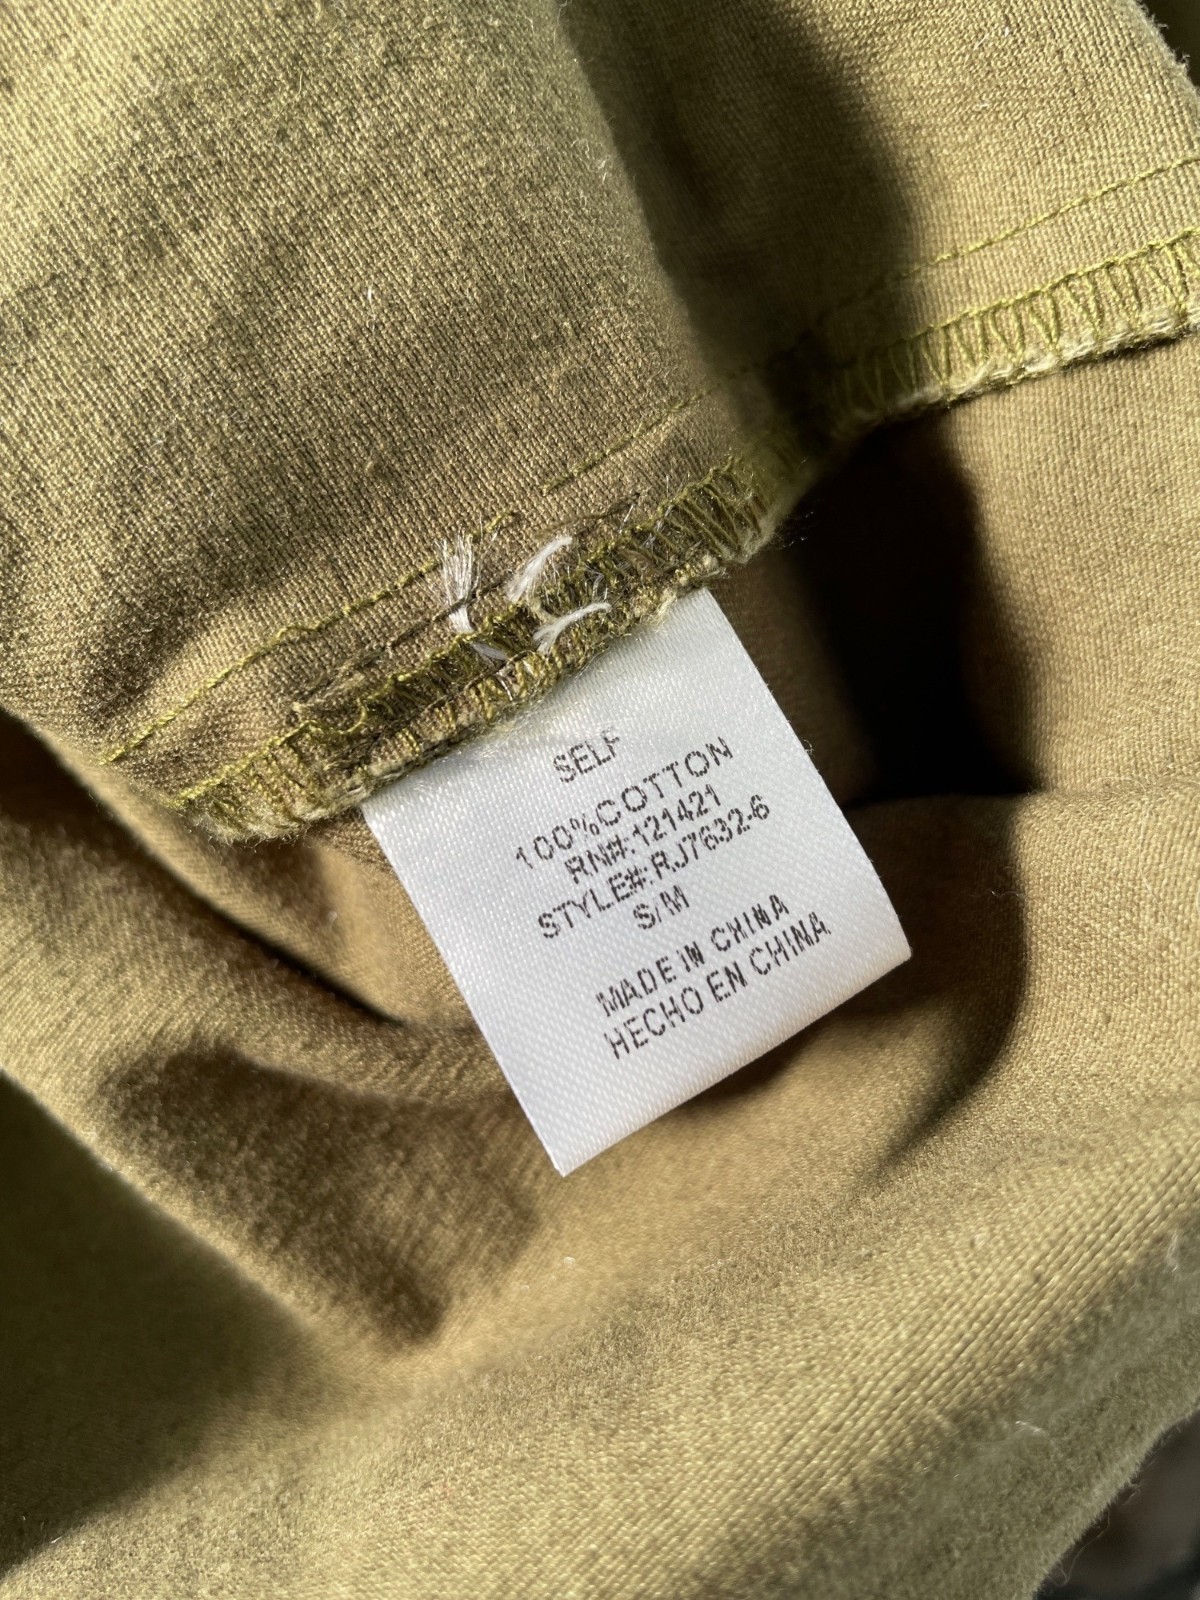 SELF
100%COTTON
RN#:121421
STYLE#:RJ7632-6
S/M
MADE IN CHINA
HECHO EN CHINA